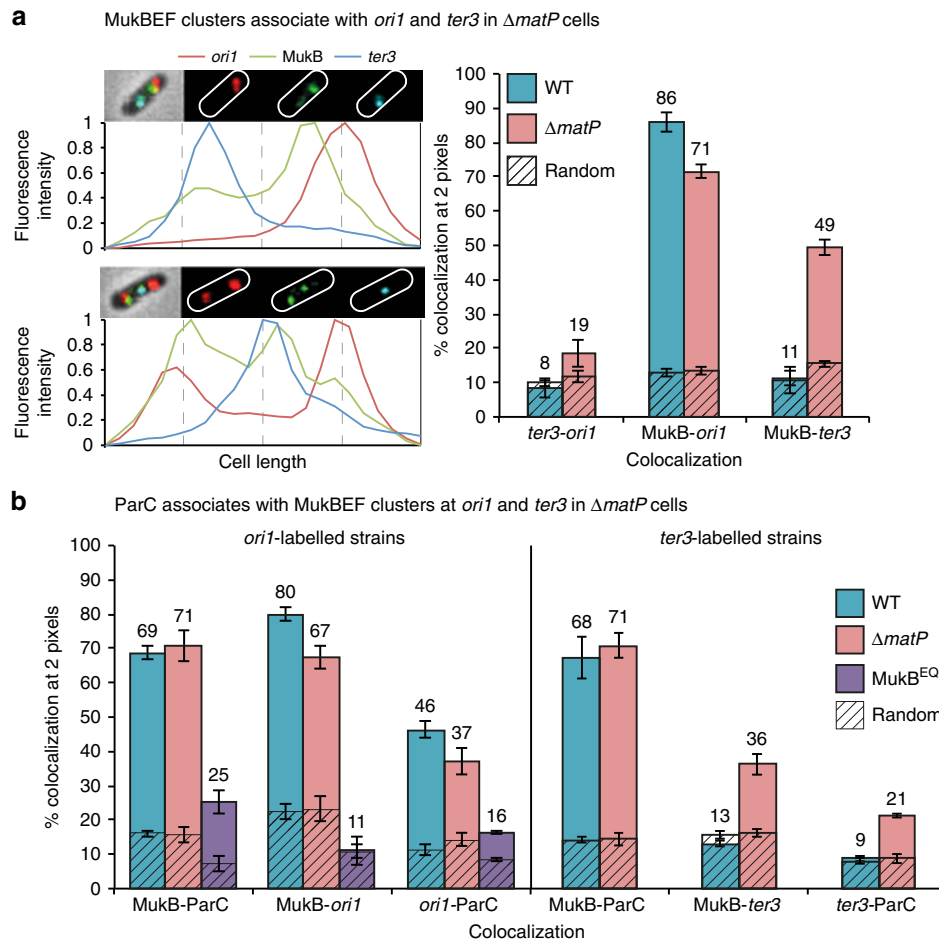 a
MukBEF clusters associate with ori1 and ter3 in ΔmatP cells
ori1 MukB ter3
Fluorescence intensity
1
0.8
0.6
0.4
0.2
0
Fluorescence intensity
1
0.8
0.6
0.4
0.2
0
Cell length
% colocalization at 2 pixels
100
90
80
70
60
50
40
30
20
10
0
WT
ΔmatP
Random
8 19 86 71 11 49
ter3-ori1 MukB-ori1 MukB-ter3
Colocalization
b
ParC associates with MukBEF clusters at ori1 and ter3 in ΔmatP cells
ori1-labelled strains ter3-labelled strains
% colocalization at 2 pixels
100
90
80
70
60
50
40
30
20
10
0
69 71 25 80 67 11 46 37 16 68 71 13 36 9 21
WT
ΔmatP
MukB^EQ
Random
MukB-ParC MukB-ori1 ori1-ParC MukB-ParC MukB-ter3 ter3-ParC
Colocalization